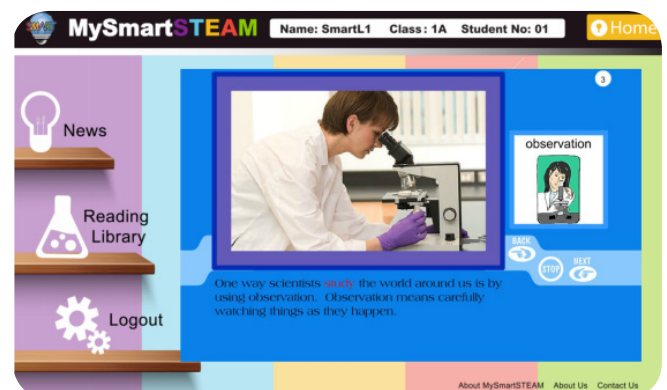 MySmartSTEAM Name: SmartL1 Class: 1A Student No: 01 Home
3
News
observation
Reading
Library
BACK
STOP
NEXT
One way scientists study the world around us is by
using observation. Observation means carefully
watching things as they happen.
Logout
About MySmartSTEAM About Us Contact Us